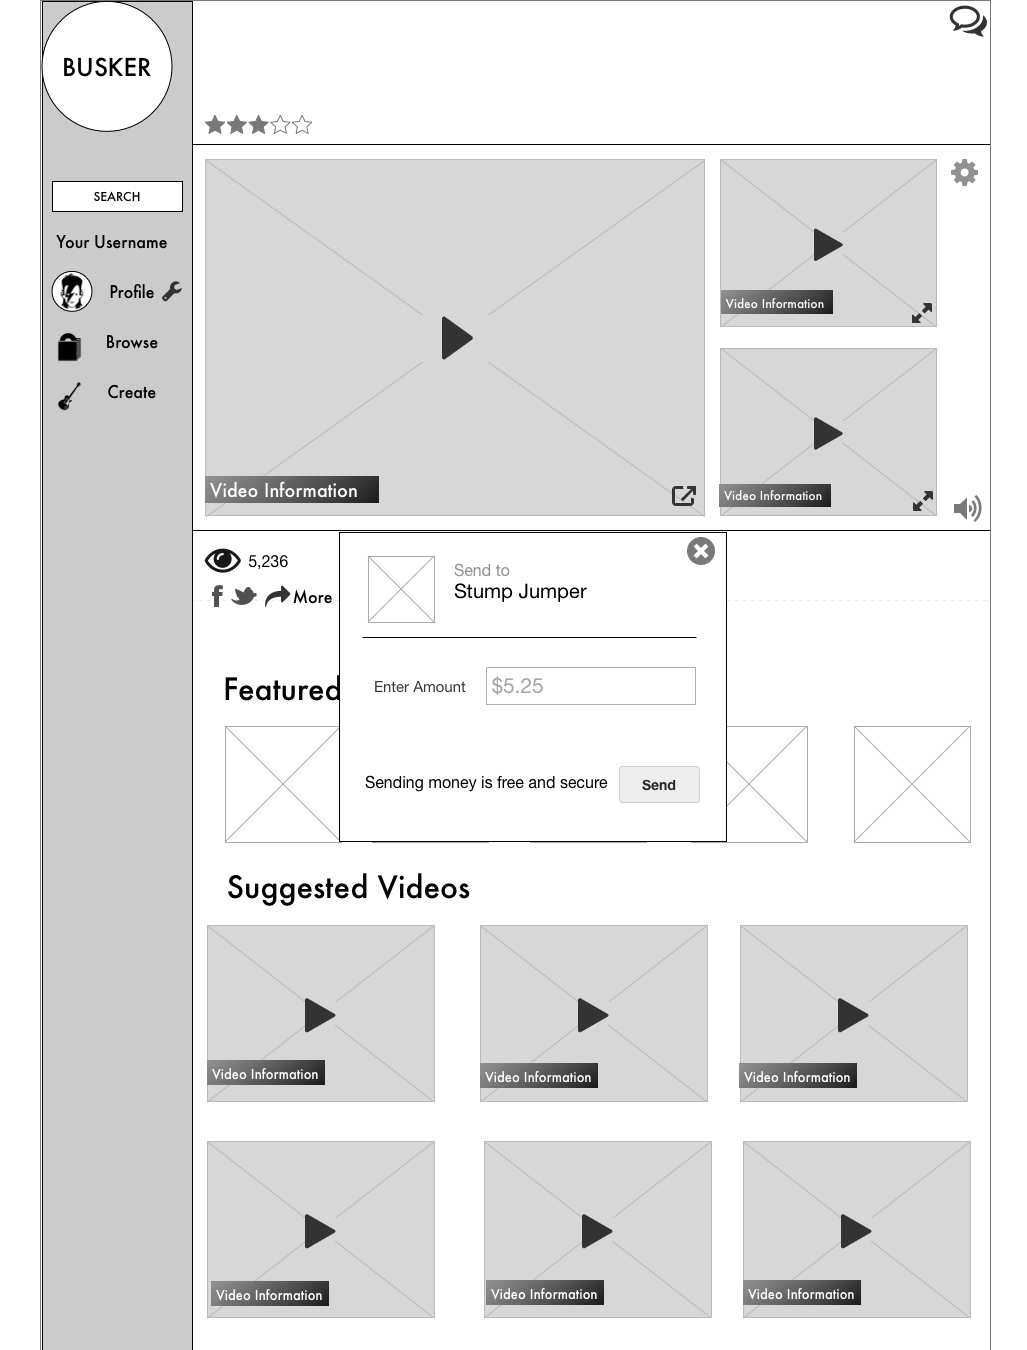 BUSKER
SEARCH
Your Username
Profile
Browse
Create
Video Information
Video Information
Video Information
5,236
More
Send to
Stump Jumper
Enter Amount
$5.25
Sending money is free and secure
Send
Featured
Suggested Videos
Video Information
Video Information
Video Information
Video Information
Video Information
Video Information